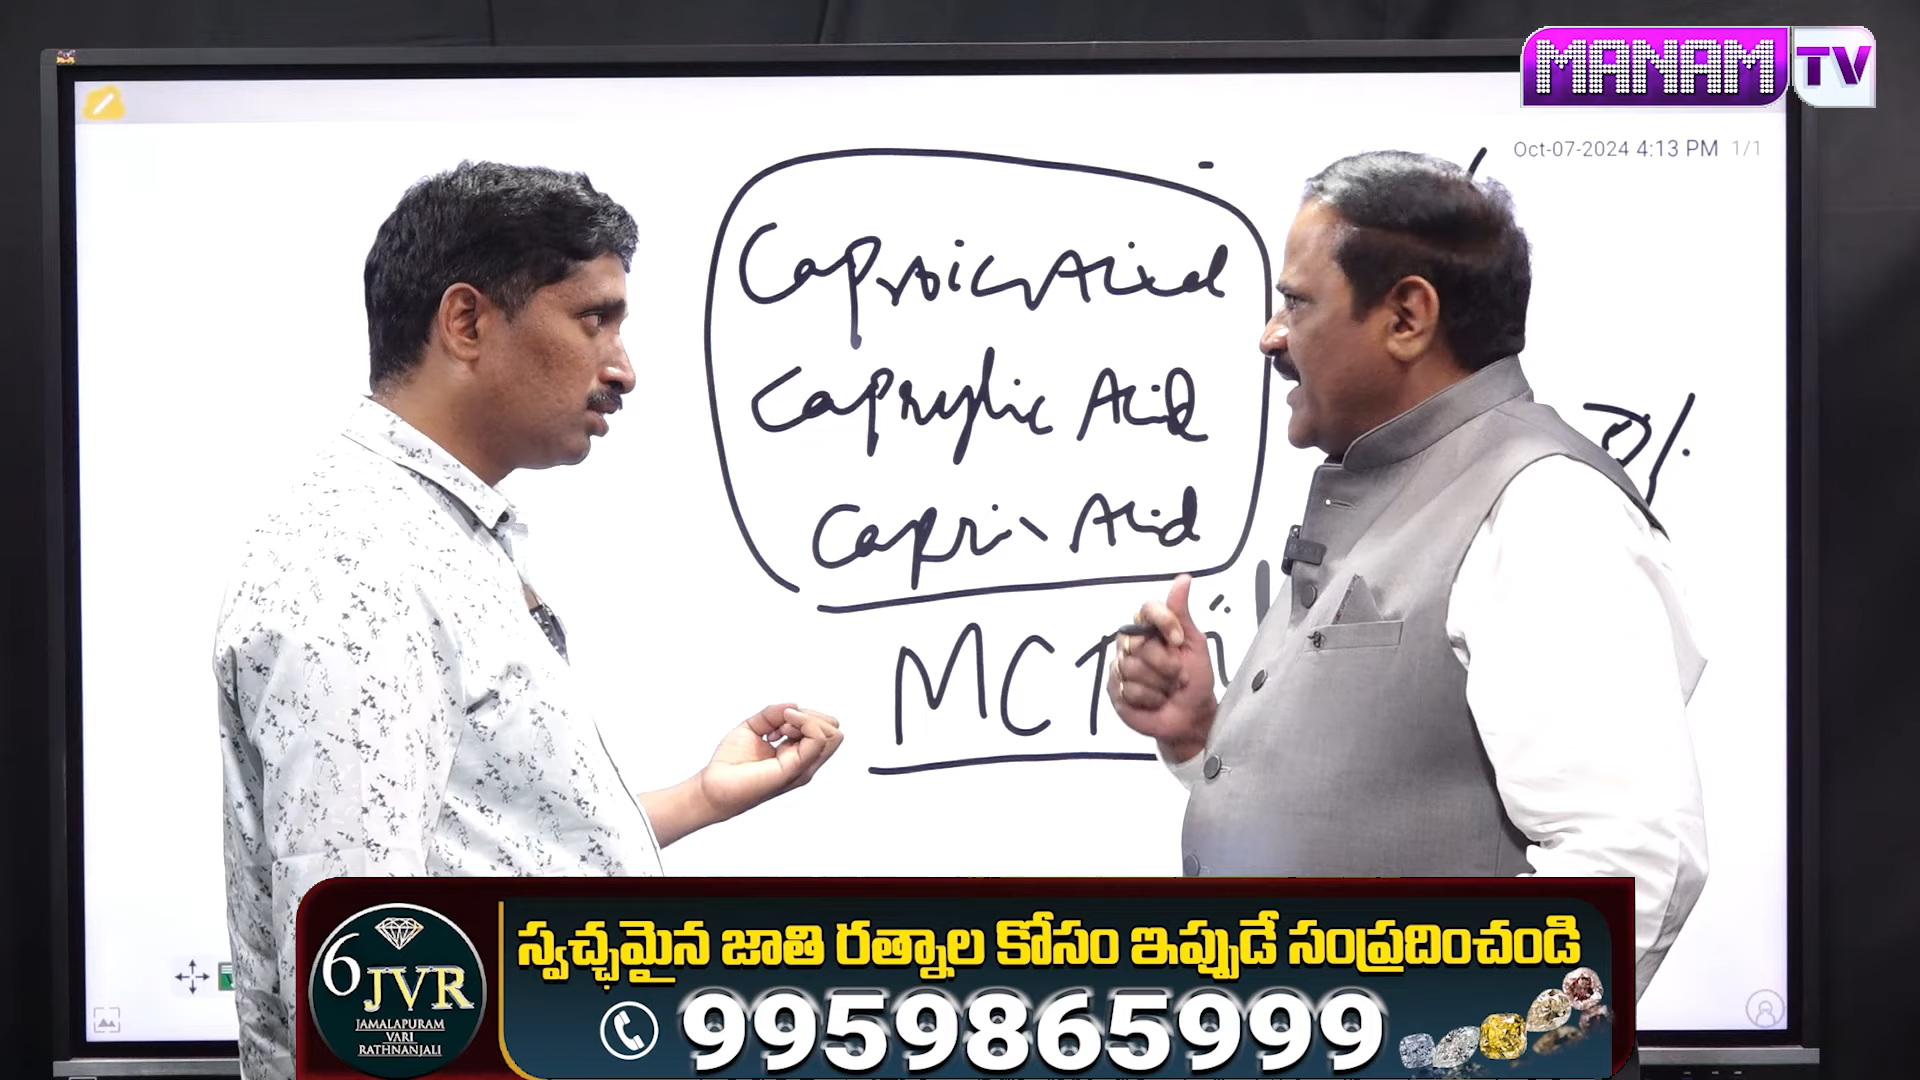 MANAM TV
Oct-07-2024 4:13 PM 1/1
Caproic Acid
Caprylic Acid
Capric Acid
MCT
%
6 JVR
JAMALAPURAM
VARI
RATHNANJALI
స్వచ్ఛమైన జాతి రత్నాల కోసం ఇప్పుడే సంప్రదించండి
9959865999